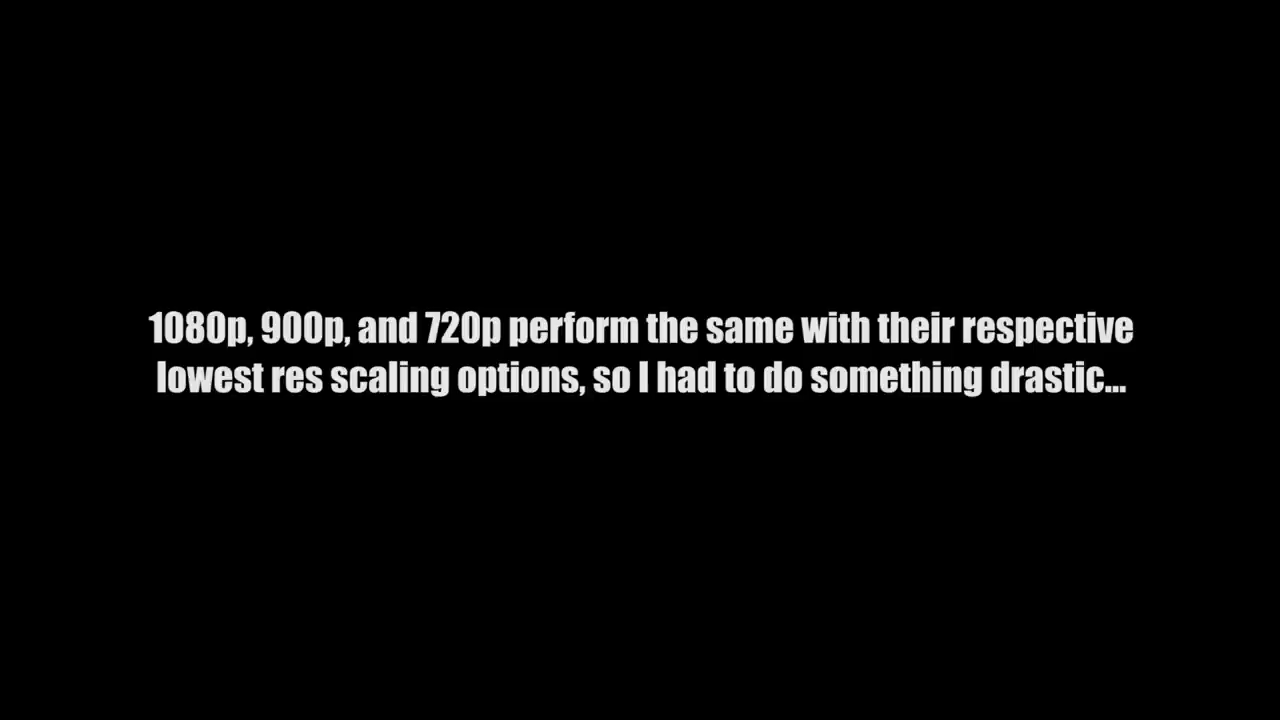 1080p, 900p, and 720p perform the same with their respective
lowest res scaling options, so I had to do something drastic...